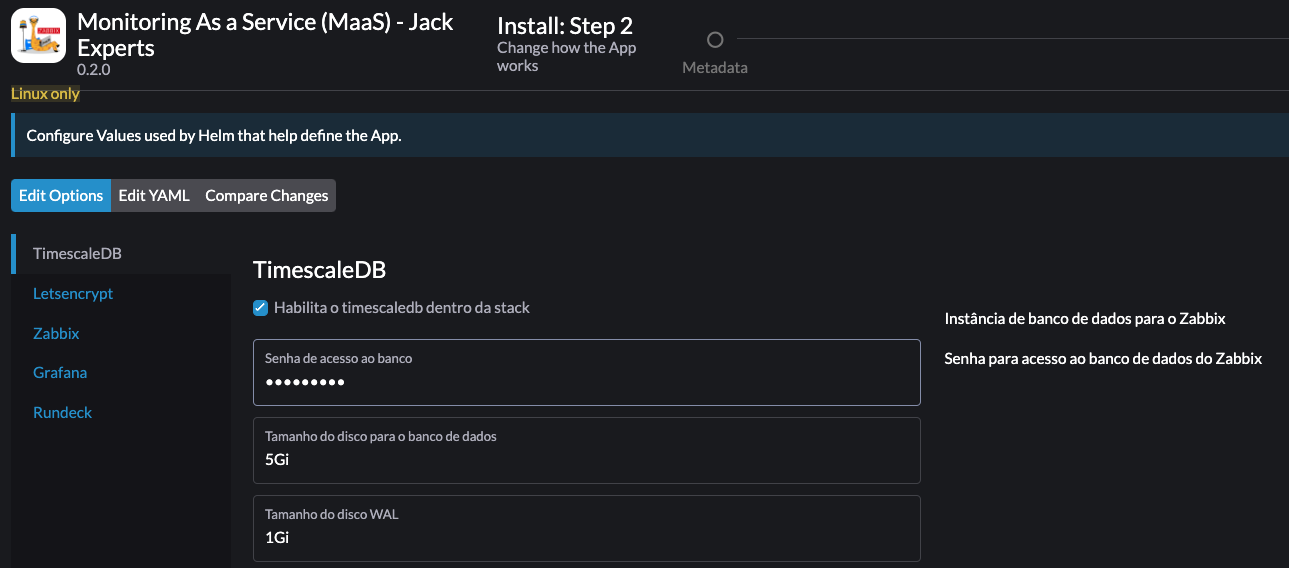 ZABBIX
Monitoring As a Service (MaaS) - Jack
Experts
0.2.0
Install: Step 2
Change how the App
works
Metadata
Linux only
Configure Values used by Helm that help define the App.
Edit Options
Edit YAML
Compare Changes
TimescaleDB
Letsencrypt
Zabbix
Grafana
Rundeck
TimescaleDB
Habilita o timescaledb dentro da stack
Instância de banco de dados para o Zabbix
Senha de acesso ao banco
•••••••••
Senha para acesso ao banco de dados do Zabbix
Tamanho do disco para o banco de dados
5Gi
Tamanho do disco WAL
1Gi